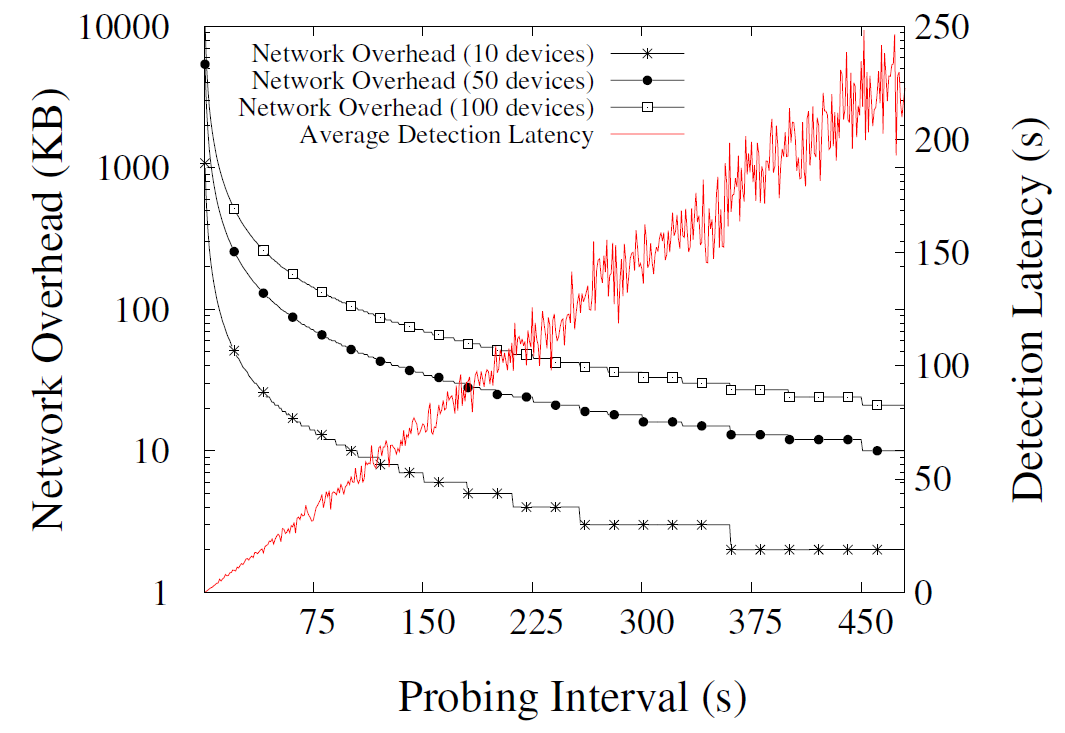 Network Overhead (KB)
10000
1000
100
10
1
Network Overhead (10 devices)
Network Overhead (50 devices)
Network Overhead (100 devices)
Average Detection Latency
250
200
150
100
50
0
Detection Latency (s)
75 150 225 300 375 450
Probing Interval (s)